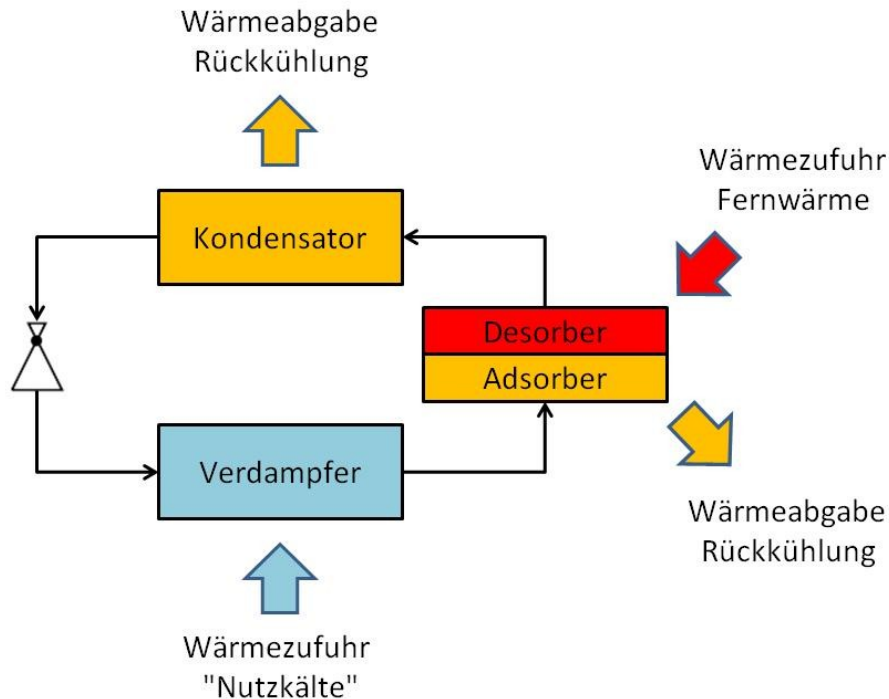 Wärmeabgabe
Rückkühlung
Wärmezufuhr
Fernwärme
Kondensator
Desorber
Adsorber
Verdampfer
Wärmeabgabe
Rückkühlung
Wärmezufuhr
"Nutzkälte"